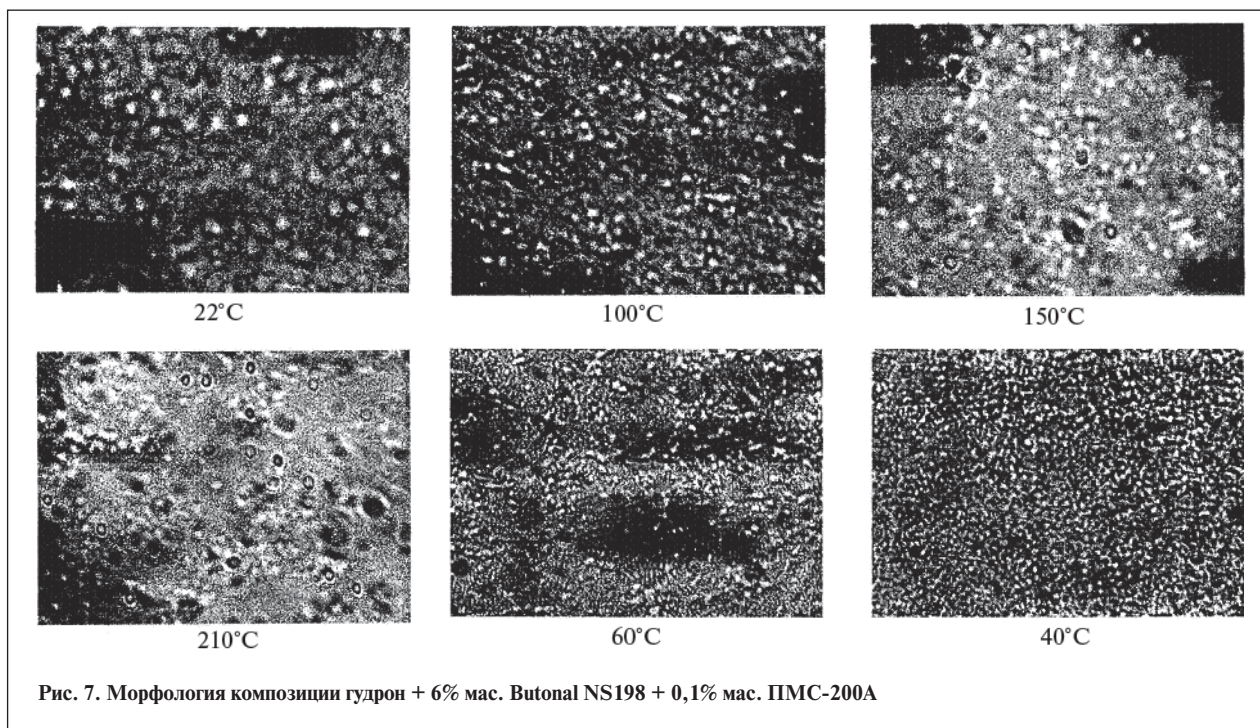 22°C
100°C
150°C
210°C
60°C
40°C
Рис. 7. Морфология композиции гудрон + 6% мас. Butonal NS198 + 0,1% мас. ПМС-200А